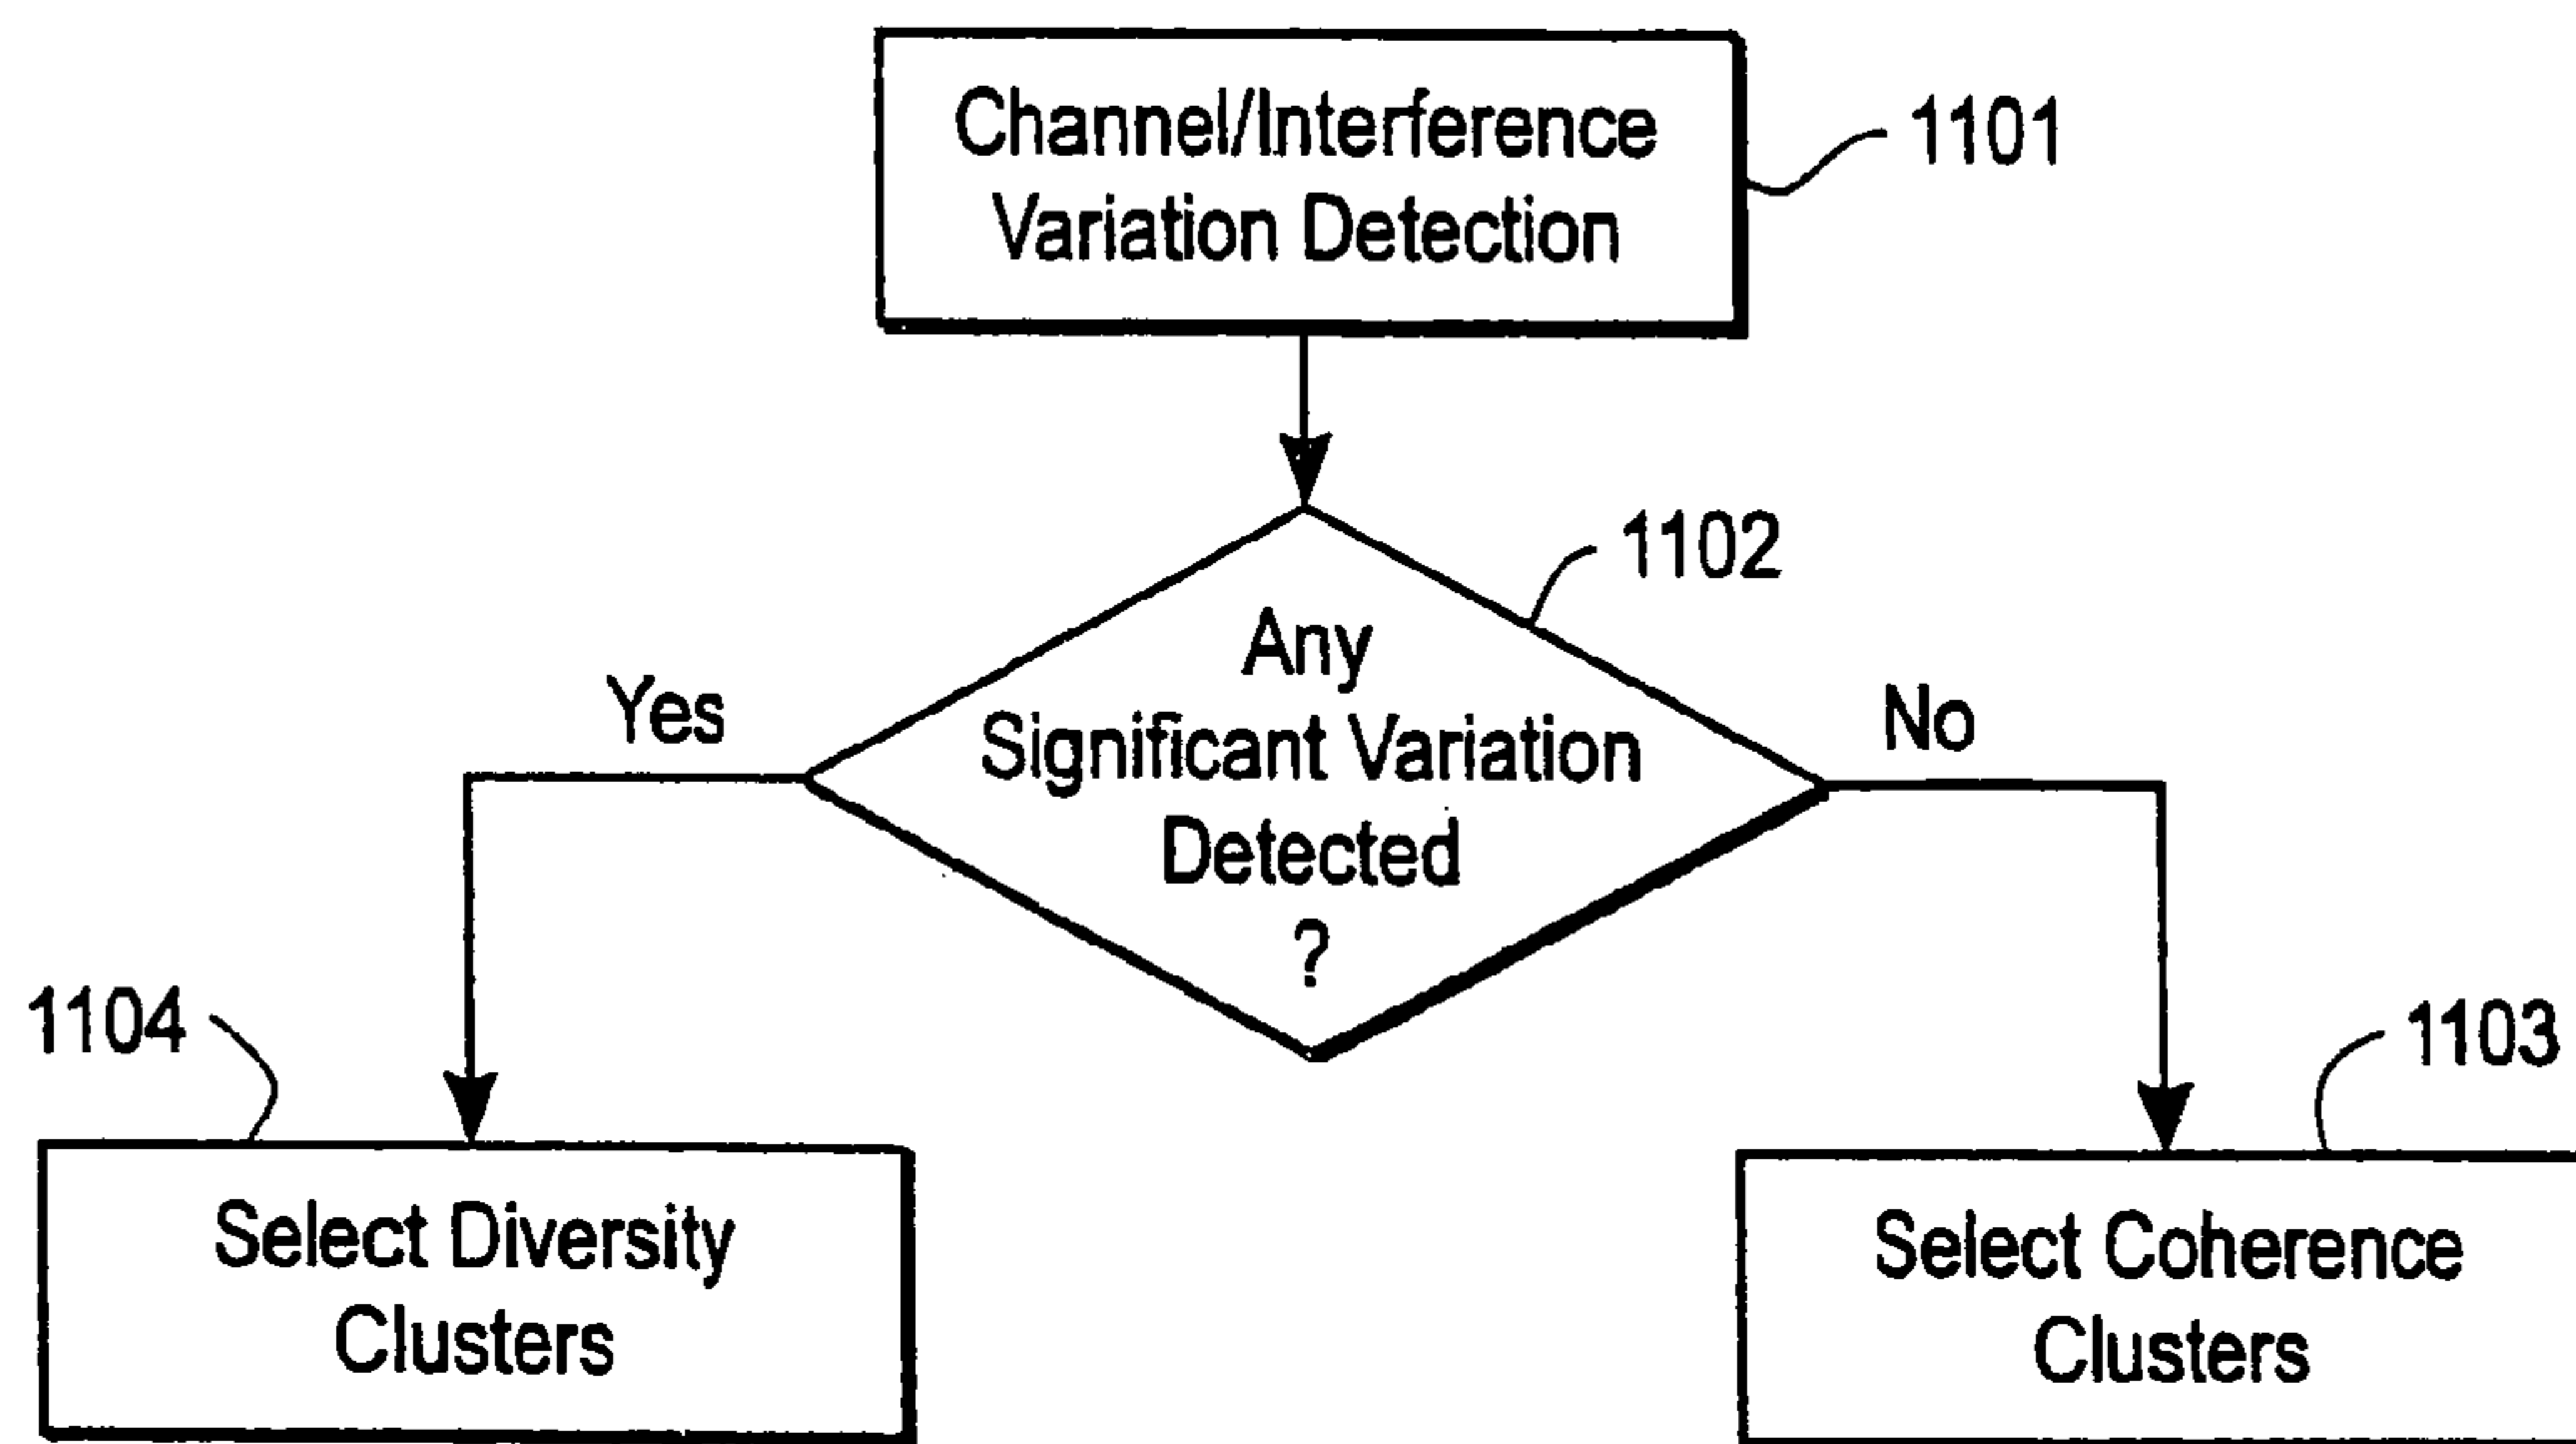 Channel/Interference
Variation Detection
1101
1102
Any
Significant Variation
Detected
?
Yes
No
1104
1103
Select Diversity
Clusters
Select Coherence
Clusters